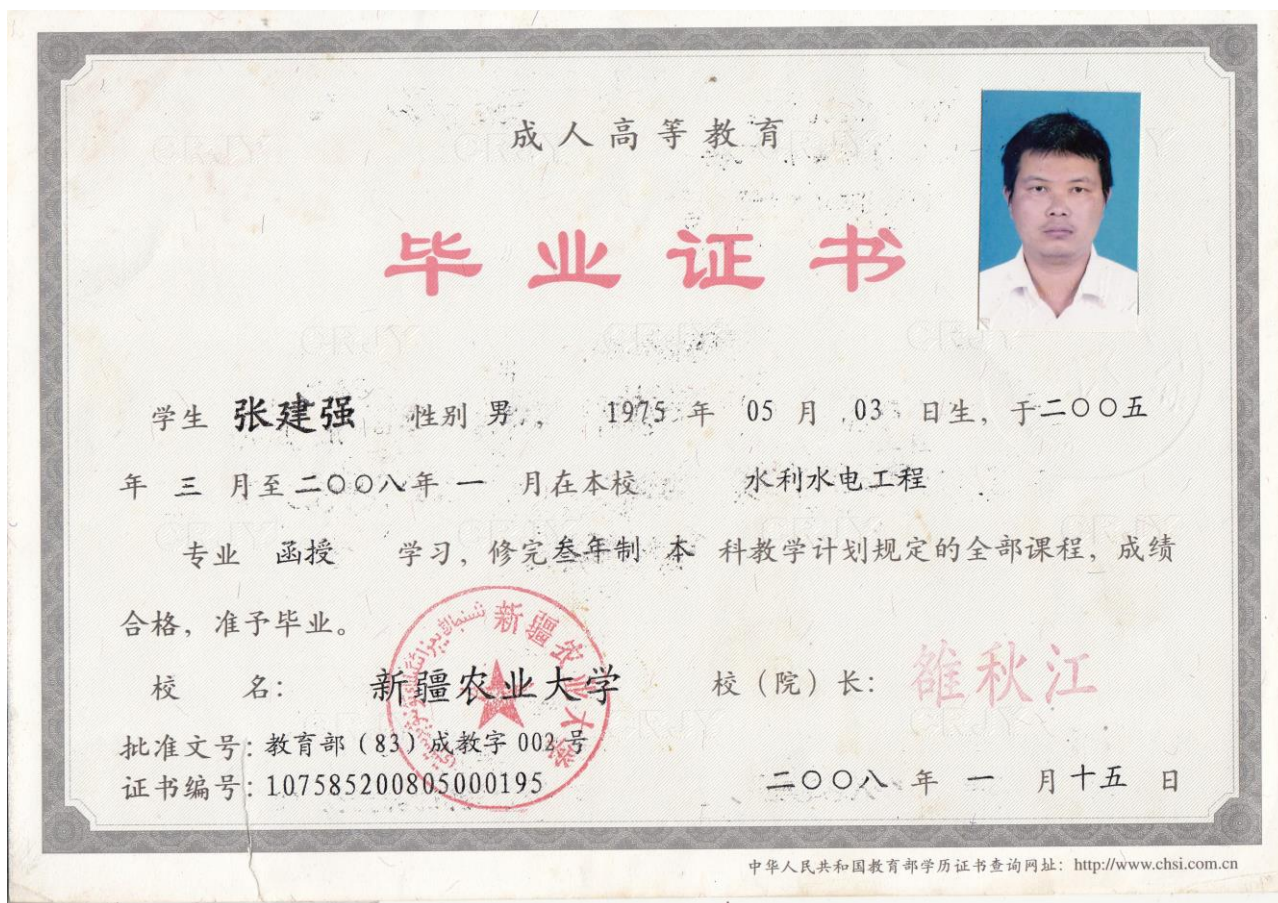 成人高等教育
毕业证书
学生 张建强 性别 男, 1975 年 05 月 03 日生, 于二〇〇五
年 三 月至二〇〇八年 一 月在本校 水利水电工程
专业 函授 学习, 修完叁年制 本 科教学计划规定的全部课程, 成绩
合格, 准予毕业。
校 名: 新疆农业大学 校（院）长: 雒秋江
新疆农业大学
批准文号: 教育部（83）成教字 002 号
证书编号: 107585200805000195
二〇〇八 年 一 月 十五 日
中华人民共和国教育部学历证书查询网址: http://www.chsi.com.cn